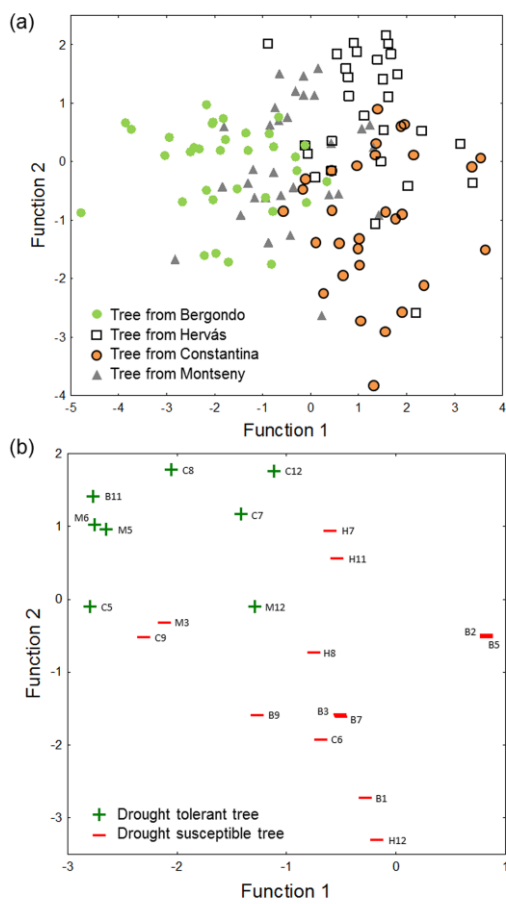 (a)
2
1
0
-1
-2
-3
-4
Function 2
Tree from Bergondo
Tree from Hervás
Tree from Constantina
Tree from Montseny
-5 -4 -3 -2 -1 0 1 2 3 4
Function 1
(b)
2
1
0
-1
-2
-3
Function 2
C8
C12
B11
M6
M5
C7
H7
H11
C5
M12
M3
C9
B2
B5
H8
B9
B3
B7
C6
B1
H12
Drought tolerant tree
Drought susceptible tree
-3 -2 -1 0 1
Function 1